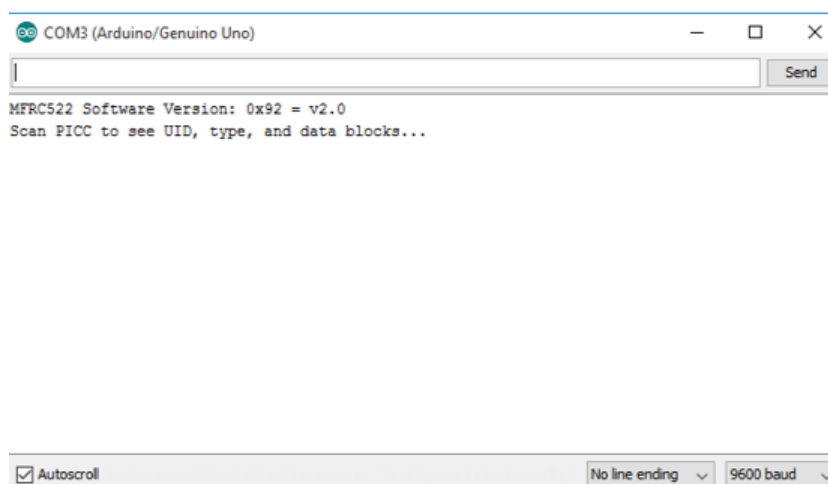 COM3 (Arduino/Genuino Uno)
Send
MFRC522 Software Version: 0x92 = v2.0
Scan PICC to see UID, type, and data blocks...
Autoscroll
No line ending
9600 baud